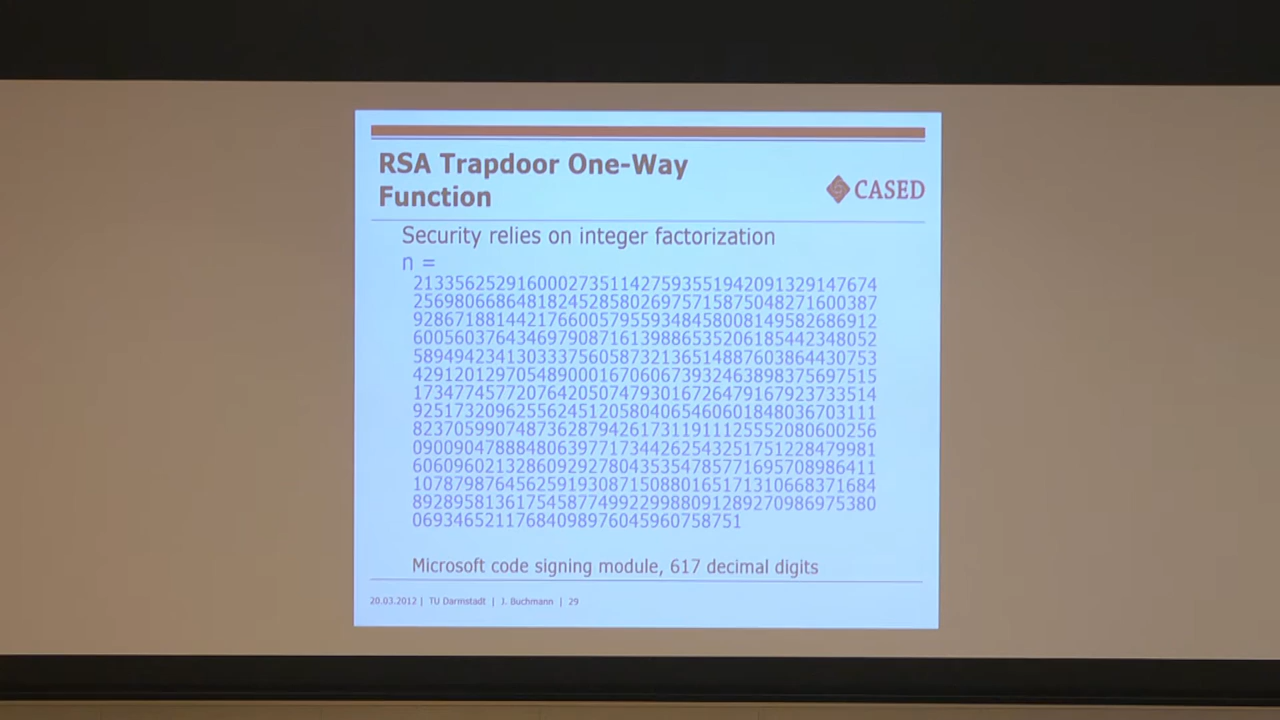 RSA Trapdoor One-Way
Function
CASED
Security relies on integer factorization
n =
21335625291600027351142759355194209132914767​4
25698066864818245285802697571587504827160038​7
92867188144217660057955934845800814958268691​2
60056037643469790871613988653520618544234805​2
58949423413033375605873213651488760386443075​3
42912012970548900016706067393246389837569751​5
17347745772076420507479301672647916792373351​4
92517320962556245120580406546060184803670311​1
82370599074873628794261731191112555208060025​6
09009047888480639771734426254325175122847998​1
60609602132860929278043535478577169570898641​1
10787987645625919308715088016517131066837168​4
89289581361754587749922998809128927098697538​0
06934652117684098976045960758751
Microsoft code signing module, 617 decimal digits
20.03.2012 | TU Darmstadt | J. Buchmann | 29